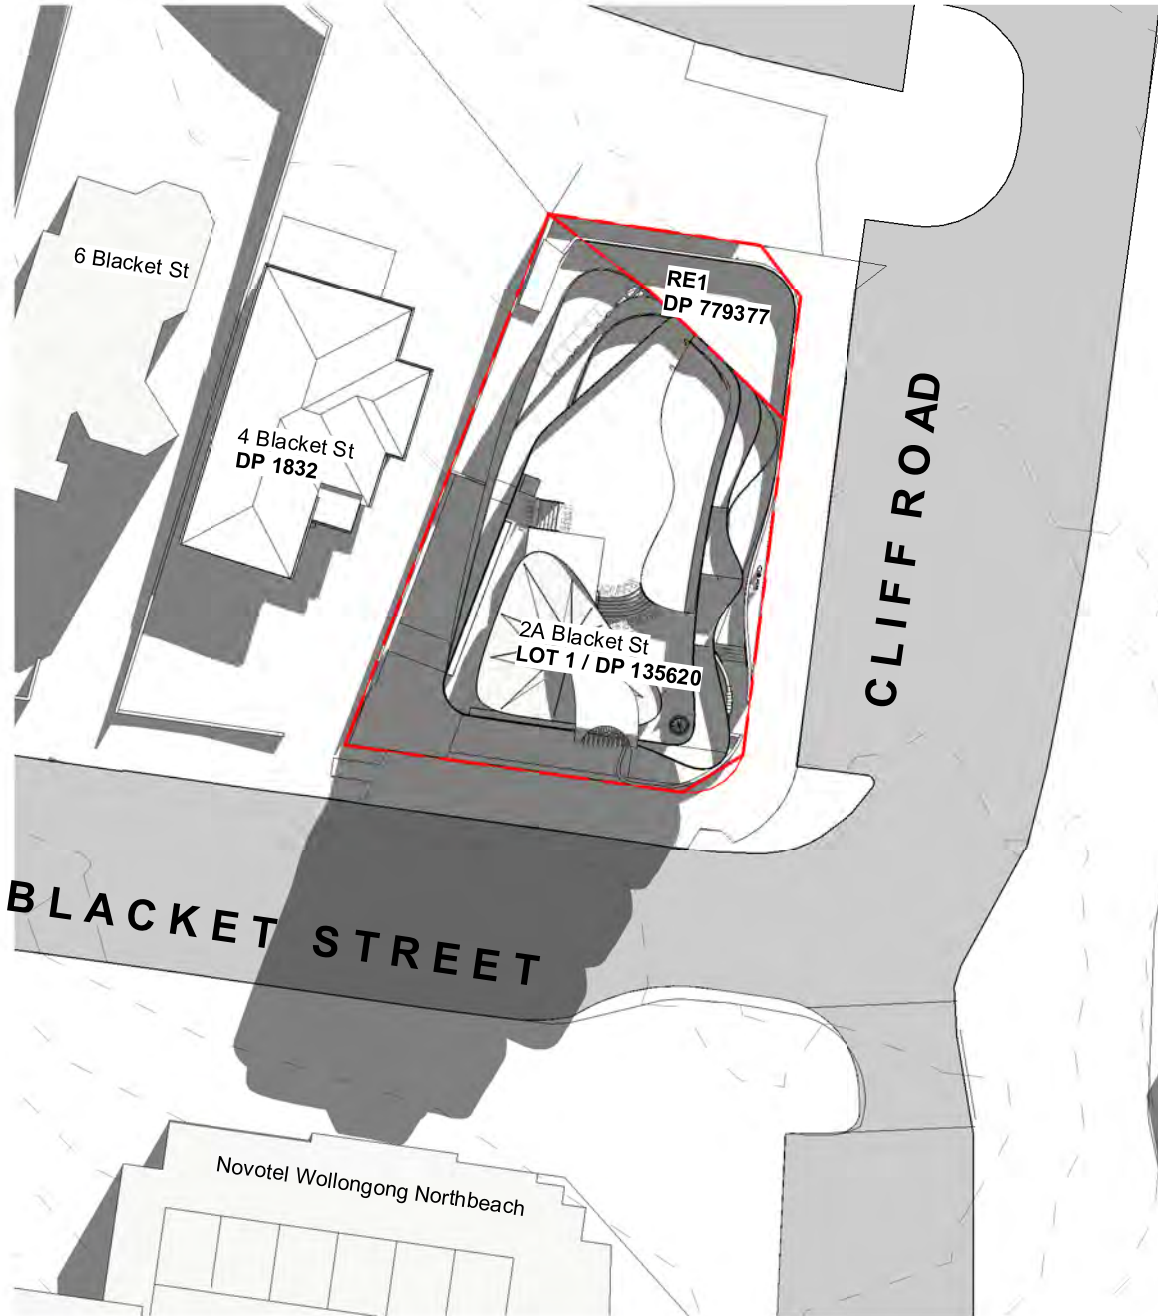 6 Blacket St
RE1
DP 779377
4 Blacket St
DP 1832
CLIFF ROAD
2A Blacket St
LOT 1 / DP 135620
BLACKET STREET
Novotel Wollongong Northbeach